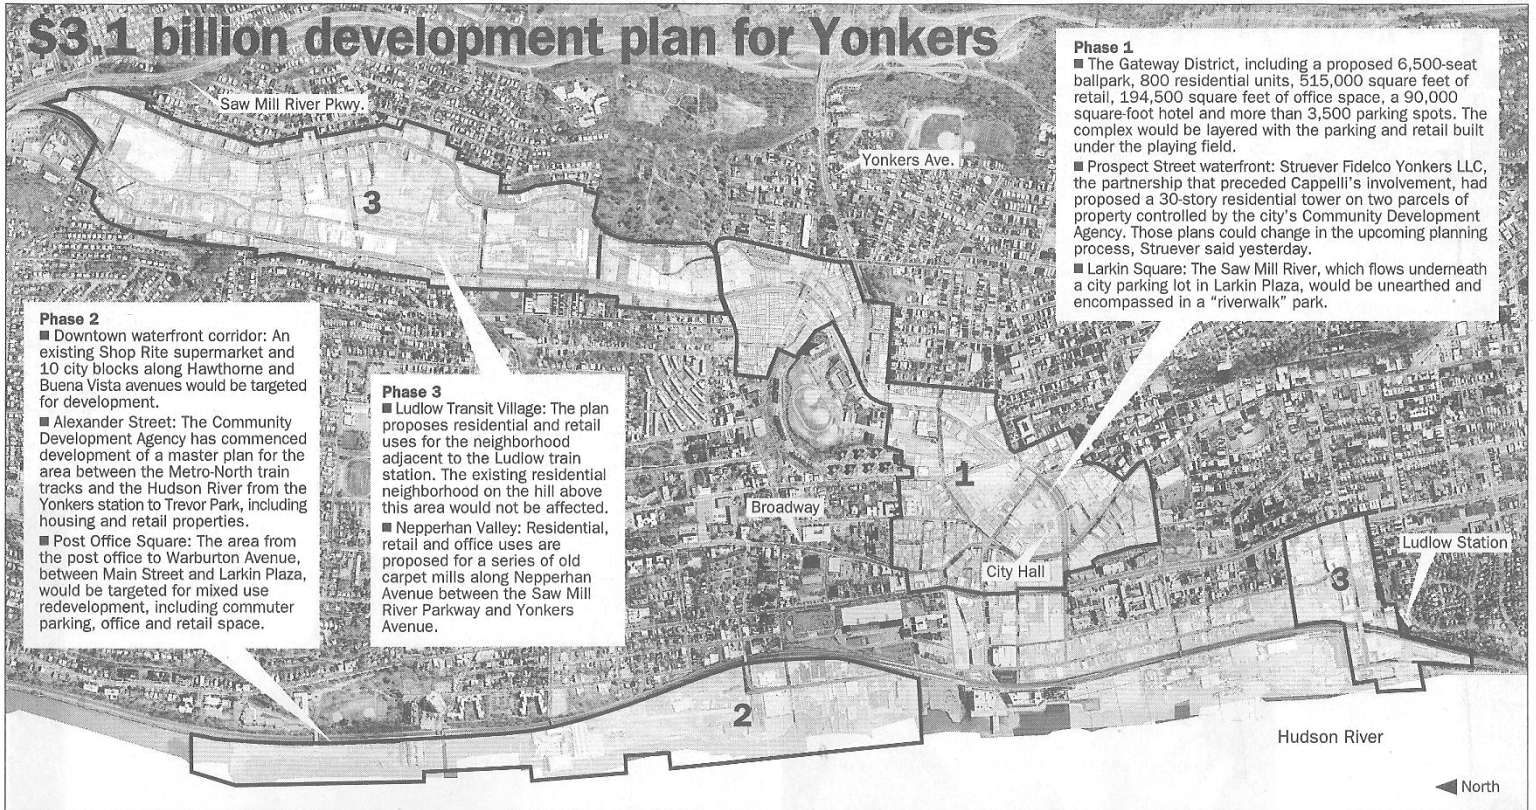 $3.1 billion development plan for Yonkers
Saw Mill River Pkwy.
Yonkers Ave.
Phase 1
■ The Gateway District, including a proposed 6,500-seat
ballpark, 800 residential units, 515,000 square feet of
retail, 194,500 square feet of office space, a 90,000
square-foot hotel and more than 3,500 parking spots. The
complex would be layered with the parking and retail built
under the playing field.
■ Prospect Street waterfront: Struever Fidelco Yonkers LLC,
the partnership that preceded Cappelli's involvement, had
proposed a 30-story residential tower on two parcels of
property controlled by the city's Community Development
Agency. Those plans could change in the upcoming planning
process, Struever said yesterday.
■ Larkin Square: The Saw Mill River, which flows underneath
a city parking lot in Larkin Plaza, would be unearthed and
encompassed in a “riverwalk” park.
3
Phase 2
■ Downtown waterfront corridor: An
existing Shop Rite supermarket and
10 city blocks along Hawthorne and
Buena Vista avenues would be targeted
for development.
■ Alexander Street: The Community
Development Agency has commenced
development of a master plan for the
area between the Metro-North train
tracks and the Hudson River from the
Yonkers station to Trevor Park, including
housing and retail properties.
■ Post Office Square: The area from
the post office to Warburton Avenue,
between Main Street and Larkin Plaza,
would be targeted for mixed use
redevelopment, including commuter
parking, office and retail space.
Phase 3
■ Ludlow Transit Village: The plan
proposes residential and retail
uses for the neighborhood
adjacent to the Ludlow train
station. The existing residential
neighborhood on the hill above
this area would not be affected.
■ Nepperhan Valley: Residential,
retail and office uses are
proposed for a series of old
carpet mills along Nepperhan
Avenue between the Saw Mill
River Parkway and Yonkers
Avenue.
1
Broadway
City Hall
Ludlow Station
3
2
Hudson River
North